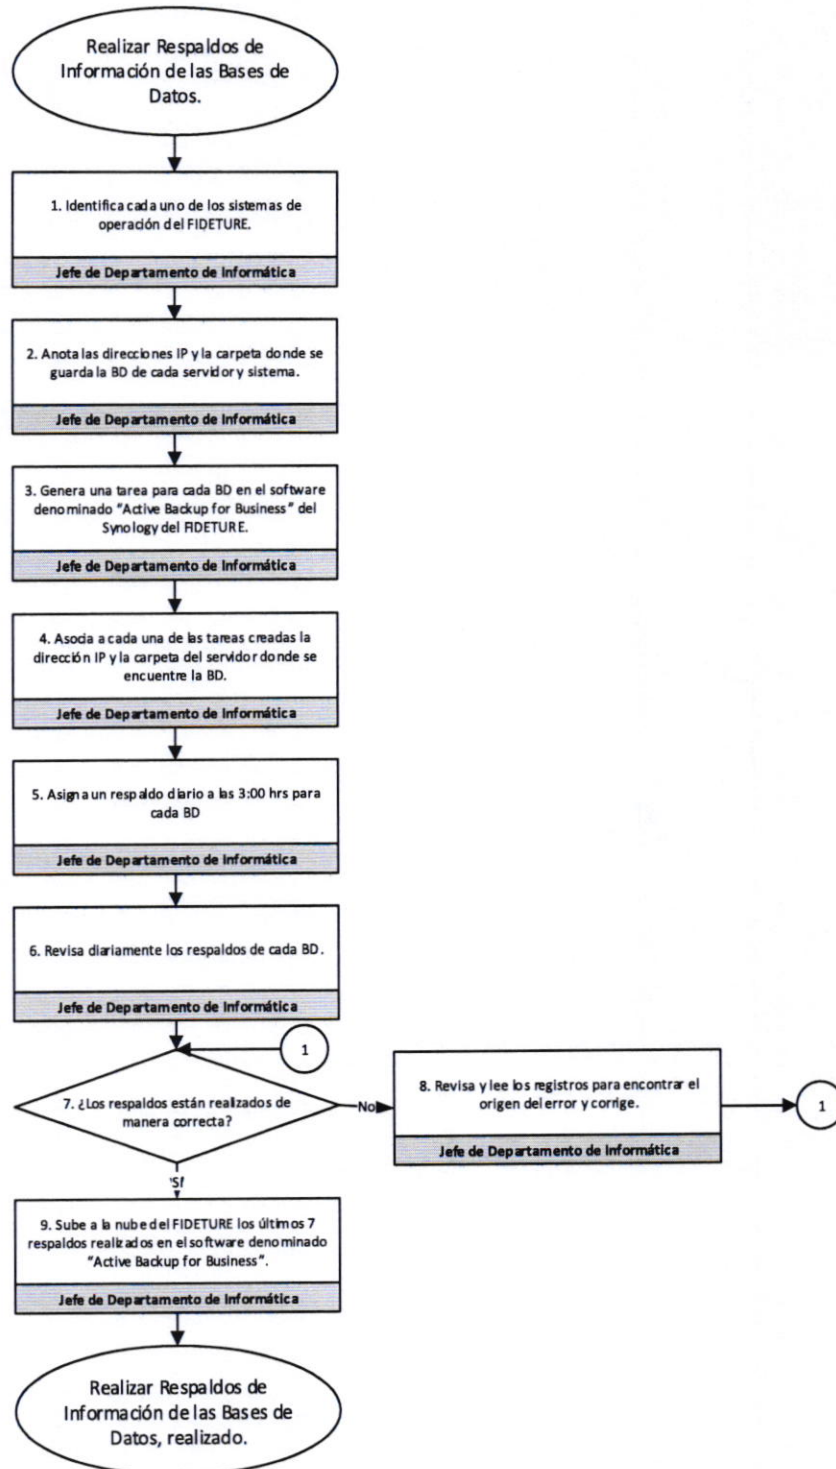 Realizar Respaldos de
Información de las Bases de
Datos.
1. Identifica cada uno de los sistemas de
operación del FIDETURE.
Jefe de Departamento de Informática
2. Anota las direcciones IP y la carpeta donde se
guarda la BD de cada servidor y sistema.
Jefe de Departamento de Informática
3. Genera una tarea para cada BD en el software
denominado "Active Backup for Business" del
Synology del FIDETURE.
Jefe de Departamento de Informática
4. Asocia a cada una de las tareas creadas la
dirección IP y la carpeta del servidor donde se
encuentre la BD.
Jefe de Departamento de Informática
5. Asigna un respaldo diario a las 3:00 hrs para
cada BD
Jefe de Departamento de Informática
6. Revisa diariamente los respaldos de cada BD.
Jefe de Departamento de Informática
1
7. ¿Los respaldos están realizados de
manera correcta?
No
8. Revisa y lee los registros para encontrar el
origen del error y corrige.
Jefe de Departamento de Informática
1
Sí
9. Sube a la nube del FIDETURE los últimos 7
respaldos realizados en el software denominado
"Active Backup for Business".
Jefe de Departamento de Informática
Realizar Respaldos de
Información de las Bases de
Datos, realizado.